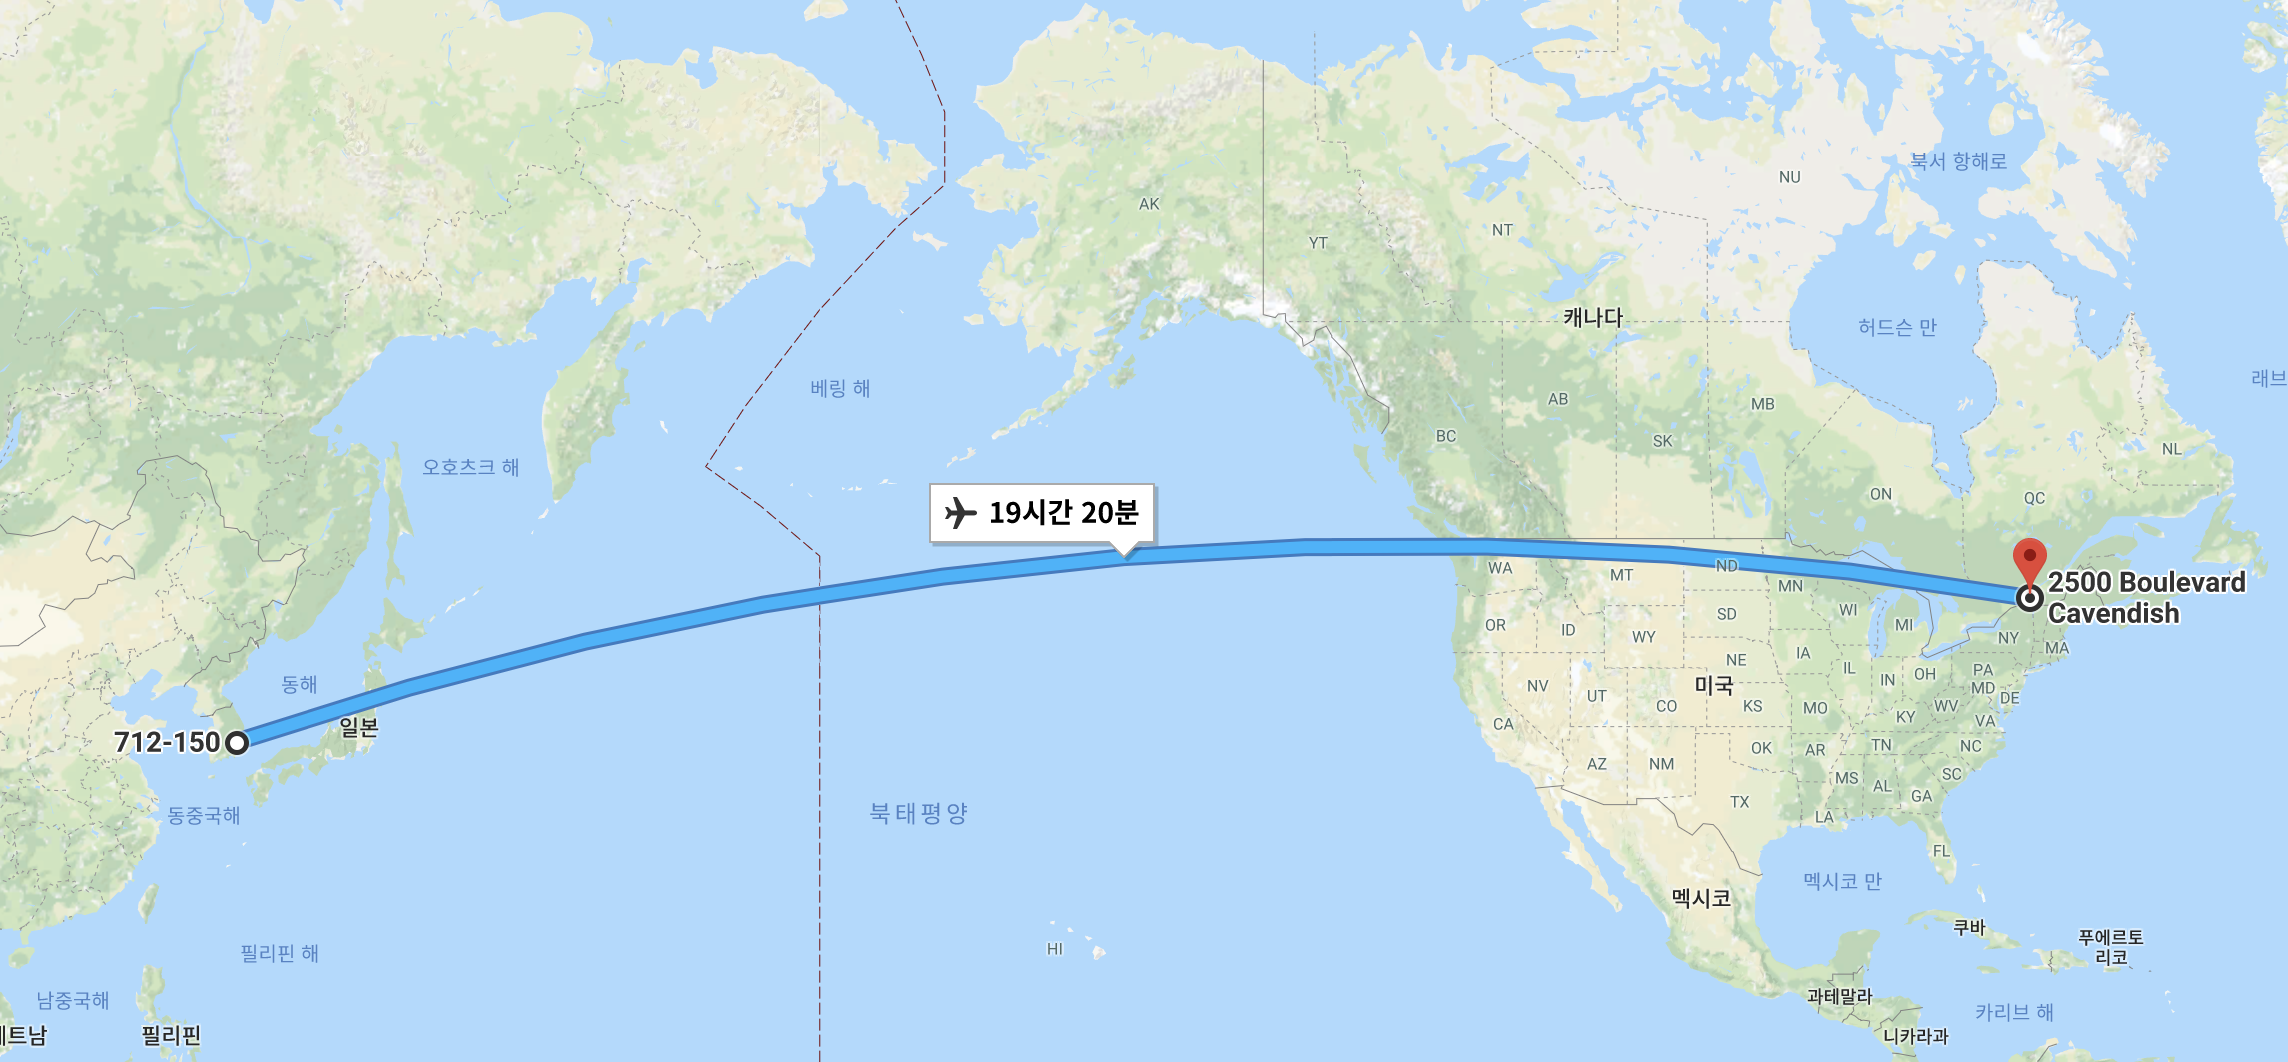 북서 항해로
NU
AK
NT
YT
캐나다
허드슨 만
래브
베링 해
AB
MB
BC
SK
NL
오호츠크 해
ON
QC
19시간 20분
WA
MT
ND
MN
2500 Boulevard
Cavendish
WI
MI
OR
ID
WY
SD
NY
MA
IA
NE
IL
IN
OH
PA
MD
DE
동해
NV
UT
CO
미국
KS
MO
KY
WV
VA
일본
712-150
CA
OK
AR
TN
NC
AZ
NM
MS
AL
SC
GA
TX
LA
동중국해
북태평양
FL
멕시코 만
멕시코
쿠바
푸에르토
리코
HI
필리핀 해
남중국해
과테말라
카리브 해
니카라과
트남
필리핀